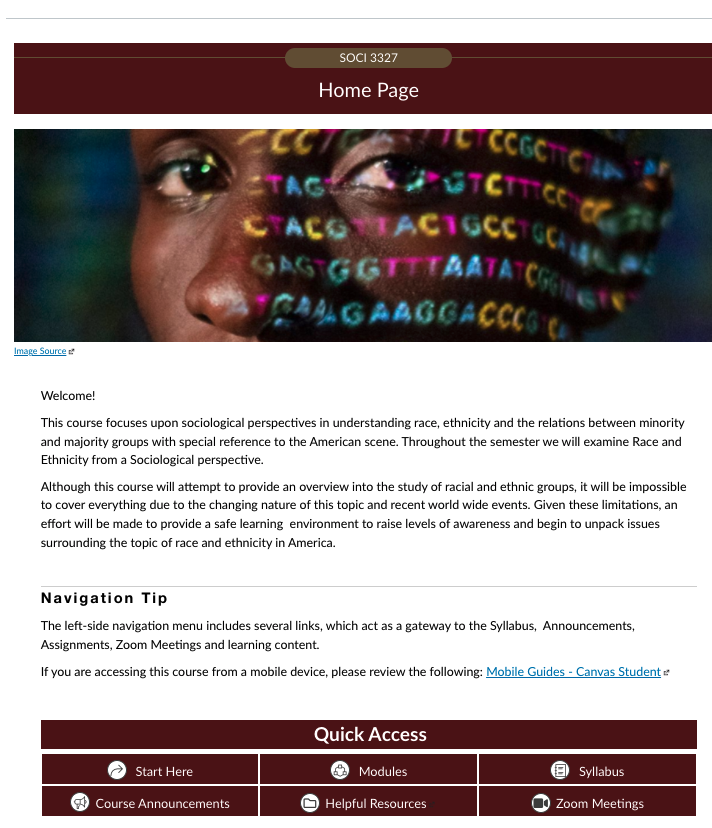 SOCI 3327
Home Page
CCC CTCCGCTTCTCTAA
CTAG GTCTTTCC
CTACGTTACTGCCTGCA
GAGTGGTTTAATATCGG
GAAGAAGGACCCG
Image Source
Welcome!
This course focuses upon sociological perspectives in understanding race, ethnicity and the relations between minority
and majority groups with special reference to the American scene. Throughout the semester we will examine Race and
Ethnicity from a Sociological perspective.
Although this course will attempt to provide an overview into the study of racial and ethnic groups, it will be impossible
to cover everything due to the changing nature of this topic and recent world wide events. Given these limitations, an
effort will be made to provide a safe learning  environment to raise levels of awareness and begin to unpack issues
surrounding the topic of race and ethnicity in America.
Navigation Tip
The left-side navigation menu includes several links, which act as a gateway to the Syllabus,  Announcements,
Assignments, Zoom Meetings and learning content.
If you are accessing this course from a mobile device, please review the following: Mobile Guides - Canvas Student
Quick Access
Start Here Modules Syllabus
Course Announcements Helpful Resources Zoom Meetings